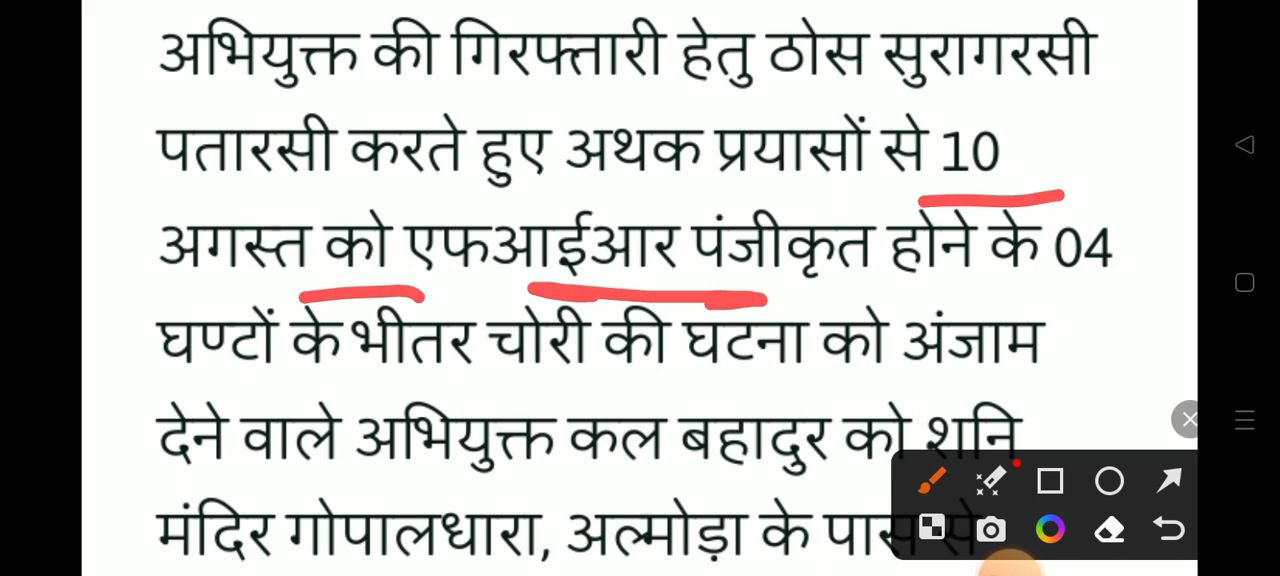 अभियुक्त की गिरफ्तारी हेतु ठोस सुरागरसी
पतारसी करते हुए अथक प्रयासों से 10
अगस्त को एफआईआर पंजीकृत होने के 04
घण्टों के भीतर चोरी की घटना को अंजाम
देने वाले अभियुक्त कल बहादुर को शनि
मंदिर गोपालधारा, अल्मोड़ा के पास से